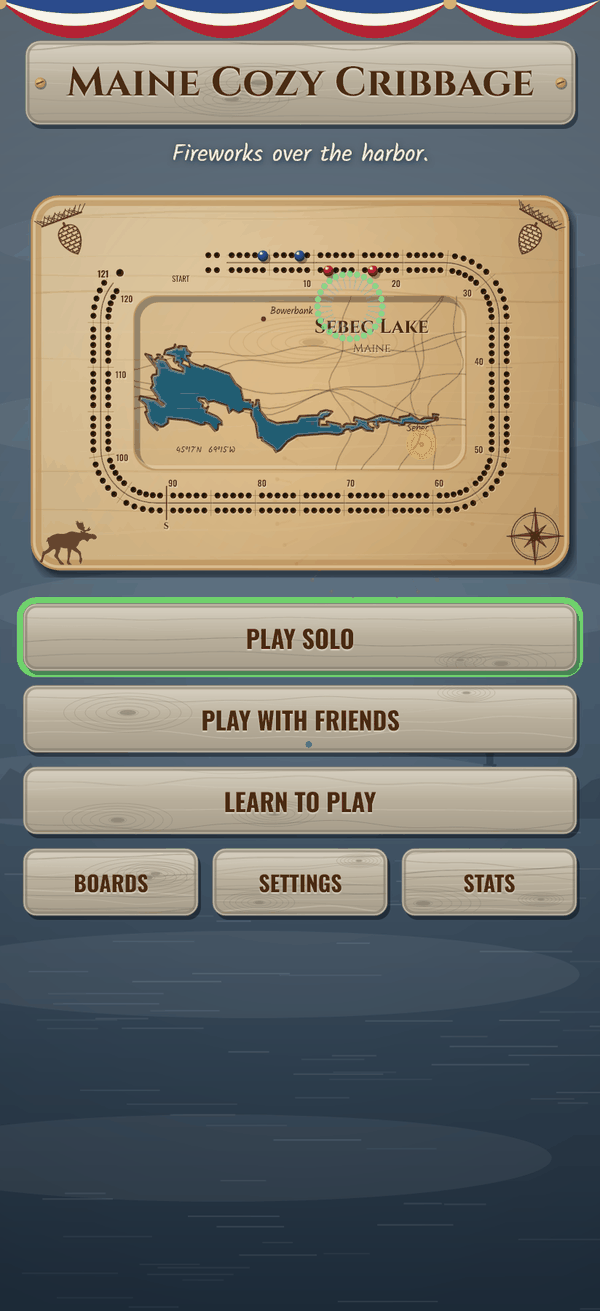 MAINE COZY CRIBBAGE
Fireworks over the harbor.
121
START
10
20
30
120
Bowerbank
SEBEC LAKE
MAINE
40
110
Sebec
45°17'N 69°15'W
100
50
90
80
70
60
S
PLAY SOLO
PLAY WITH FRIENDS
LEARN TO PLAY
BOARDS
SETTINGS
STATS